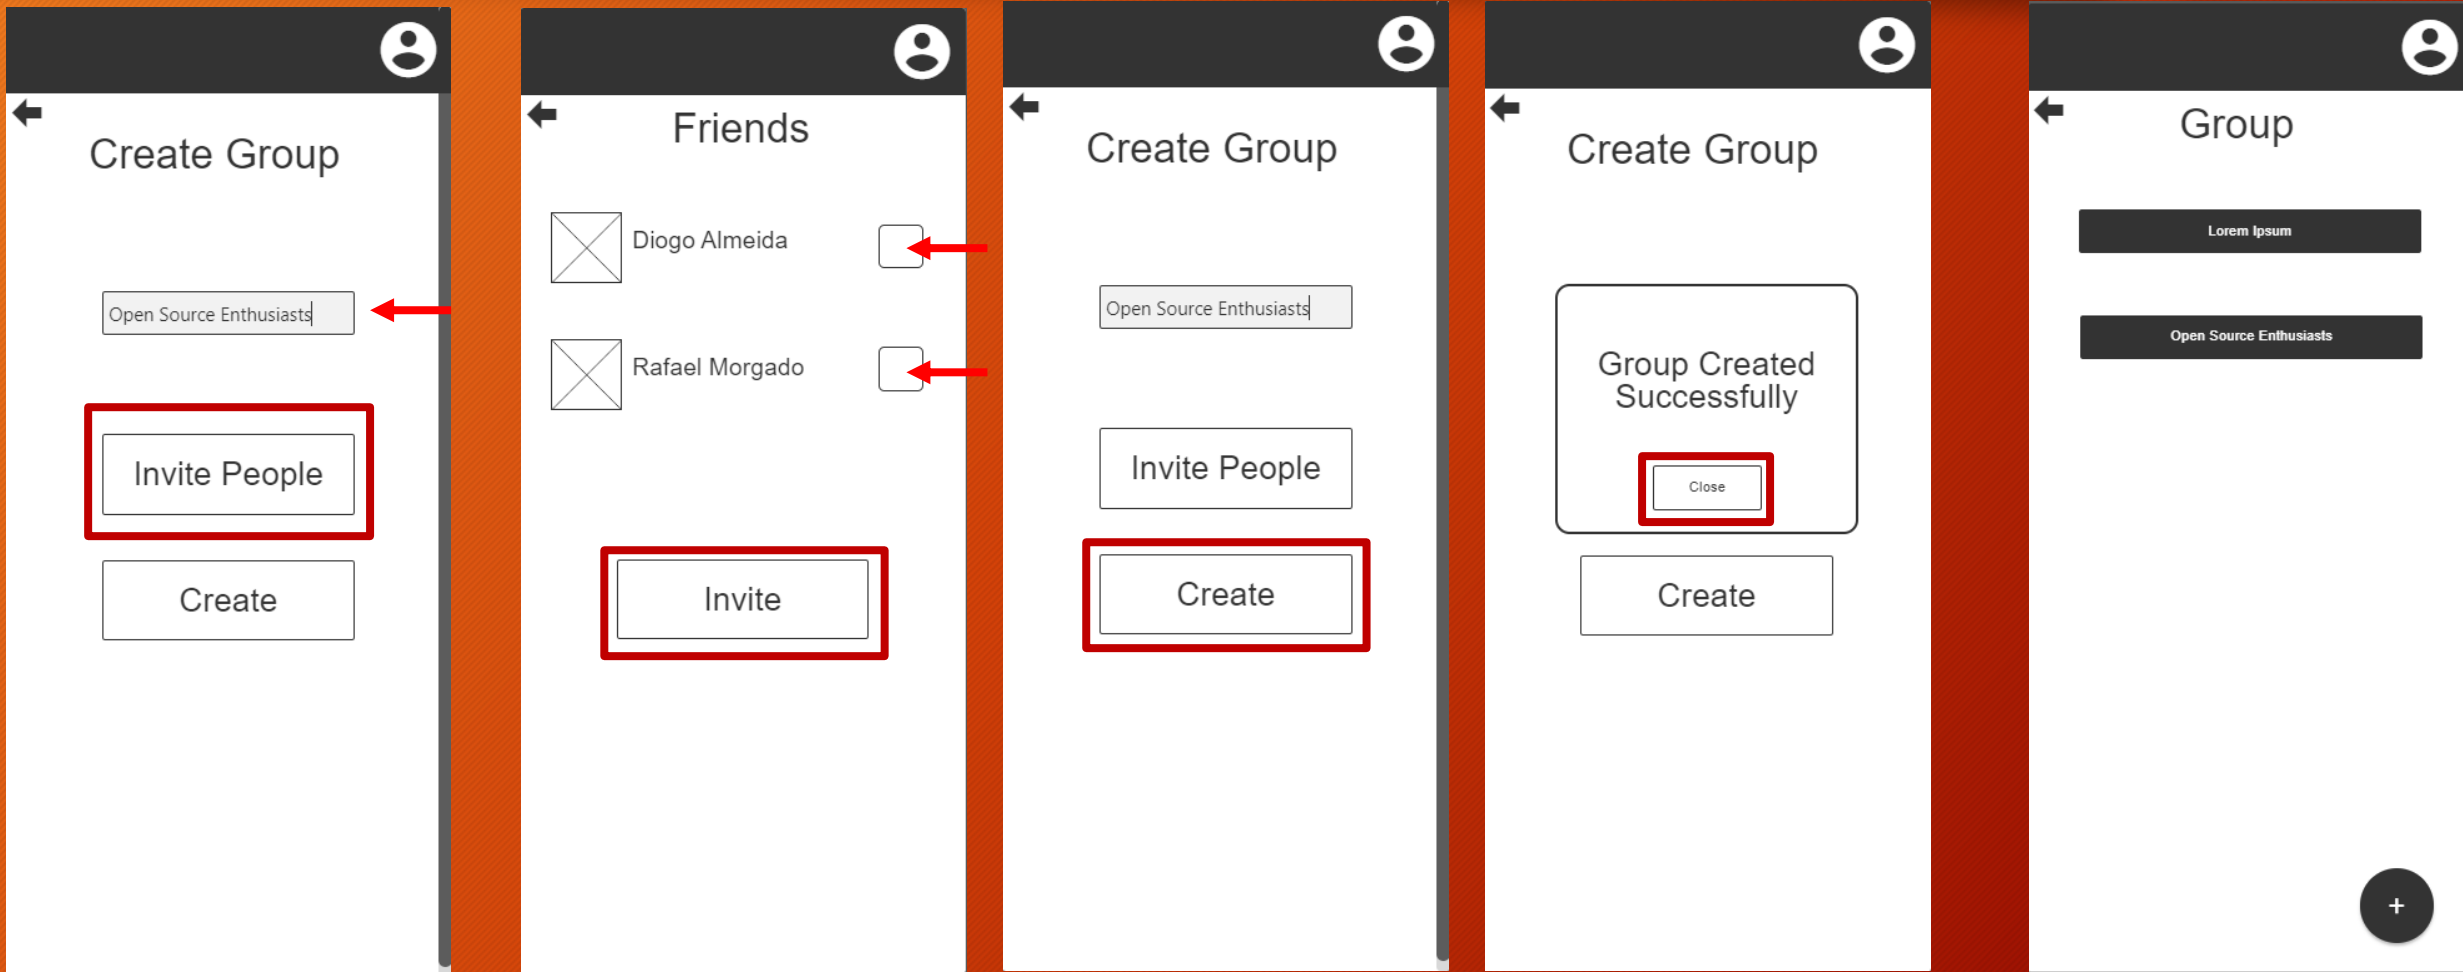 Create Group
Open Source Enthusiasts
Invite People
Create
Friends
Diogo Almeida
Rafael Morgado
Invite
Create Group
Open Source Enthusiasts
Invite People
Create
Create Group
Group Created
Successfully
Close
Create
Group
Lorem Ipsum
Open Source Enthusiasts
+